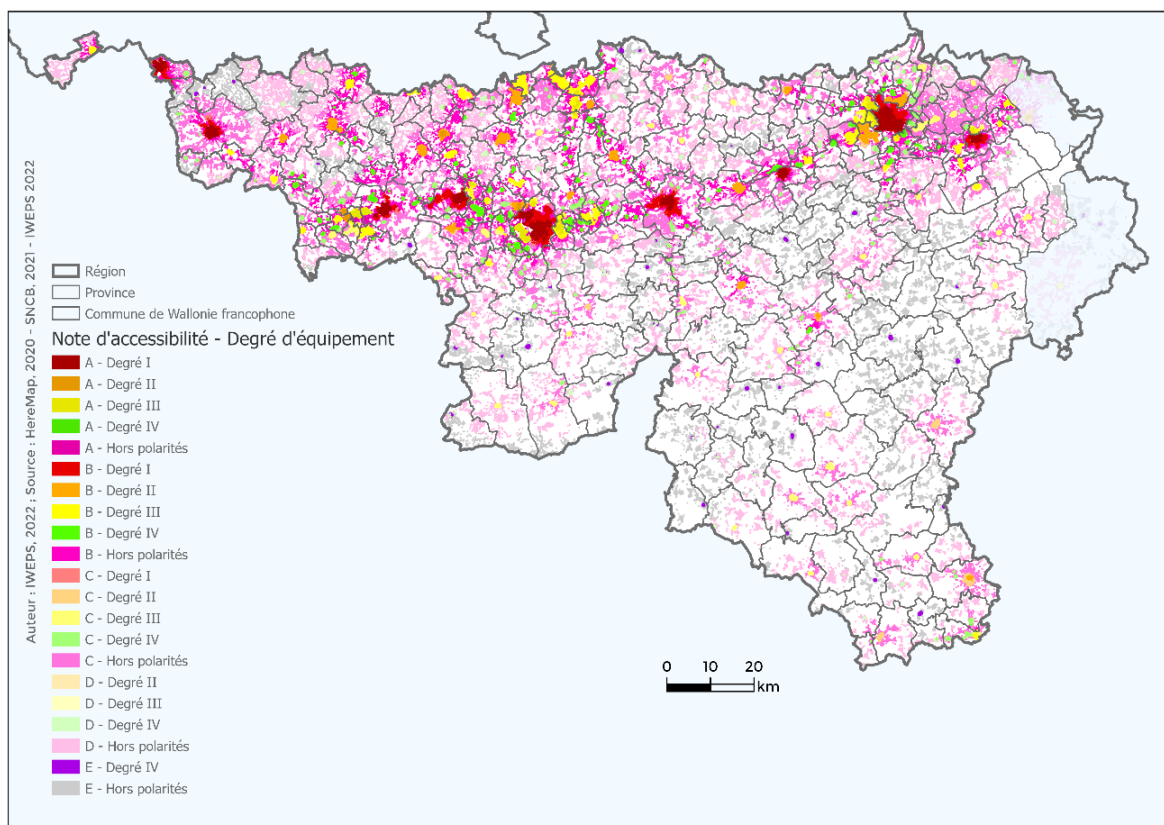 Auteur : IWEPS, 2022 ; Source : HereMap, 2020 - SNCB, 2021 - IWEPS 2022
Région
Province
Commune de Wallonie francophone
Note d'accessibilité - Degré d'équipement
A - Degré I
A - Degré II
A - Degré III
A - Degré IV
A - Hors polarités
B - Degré I
B - Degré II
B - Degré III
B - Degré IV
B - Hors polarités
C - Degré I
C - Degré II
C - Degré III
C - Degré IV
C - Hors polarités
D - Degré II
D - Degré III
D - Degré IV
D - Hors polarités
E - Degré IV
E - Hors polarités
0 10 20
km